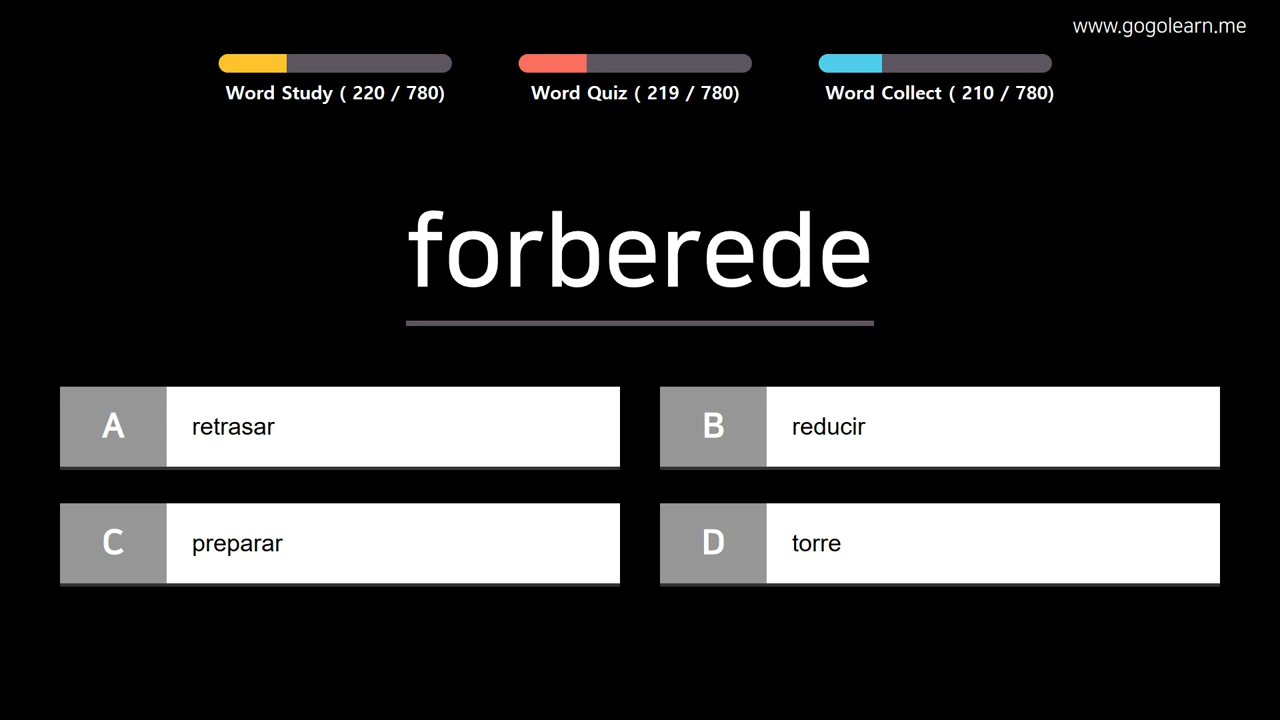 www.gogolearn.me
Word Study ( 220 / 780)
Word Quiz ( 219 / 780)
Word Collect ( 210 / 780)
forberede
A retrasar
B reducir
C preparar
D torre